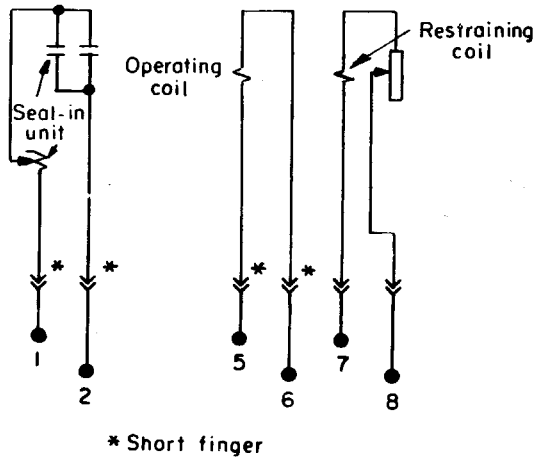 Restraining
coil
Operating
coil
Seal-in
unit
*
*
*
*
1
2
5
6
7
8
* Short finger